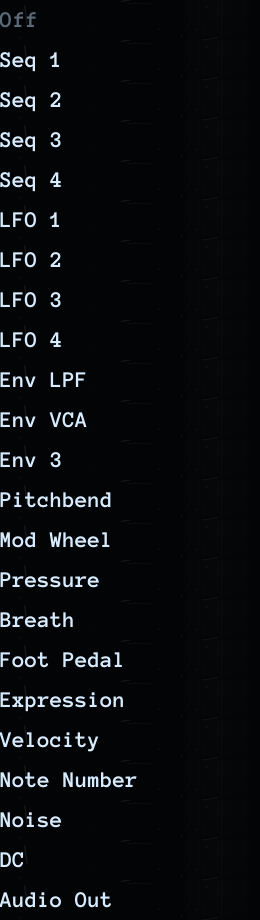 Off
Seq 1
Seq 2
Seq 3
Seq 4
LFO 1
LFO 2
LFO 3
LFO 4
Env LPF
Env VCA
Env 3
Pitchbend
Mod Wheel
Pressure
Breath
Foot Pedal
Expression
Velocity
Note Number
Noise
DC
Audio Out